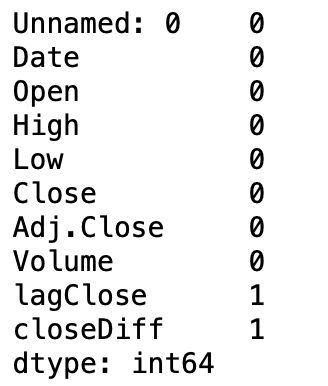 Unnamed: 0    0
Date          0
Open          0
High          0
Low           0
Close         0
Adj.Close     0
Volume        0
lagClose      1
closeDiff     1
dtype: int64